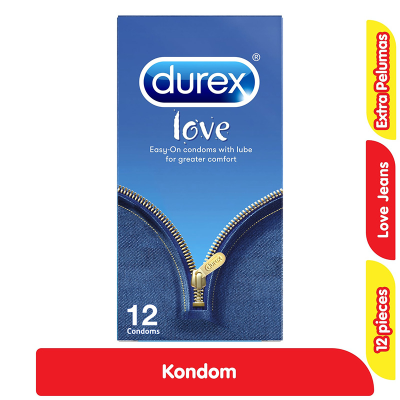 durex®
love
Easy-On condoms with lube
for greater comfort
durex
12
Condoms
Extra Pelumas
Love Jeans
12 pieces
Kondom